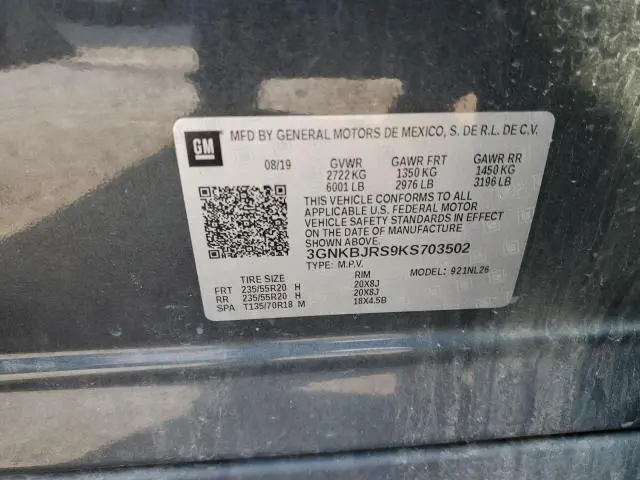 GM
MFD BY GENERAL MOTORS DE MEXICO, S. DE R.L. DE C.V.
08/19 GVWR GAWR FRT GAWR RR
2722 KG 1350 KG 1450 KG
6001 LB 2976 LB 3196 LB
THIS VEHICLE CONFORMS TO ALL
APPLICABLE U.S. FEDERAL MOTOR
VEHICLE SAFETY STANDARDS IN EFFECT
ON THE DATE OF MANUFACTURE
SHOWN ABOVE.
3GNKBJRS9KS703502
TYPE: M.P.V. MODEL: 921NL26
TIRE SIZE RIM
FRT 235/55R20 H 20X8J
RR 235/55R20 H 20X8J
SPA T135/70R18 M 18X4.5B